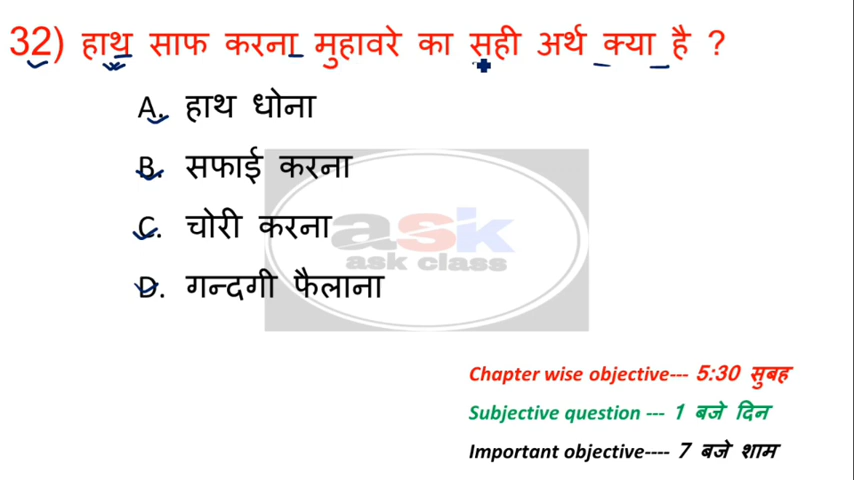 32) हाथ साफ करना मुहावरे का सही अर्थ क्या है ?
A. हाथ धोना
B. सफाई करना
C. चोरी करना
D. गन्दगी फैलाना
ask
ask class
Chapter wise objective--- 5:30 सुबह
Subjective question --- 1 बजे दिन
Important objective---- 7 बजे शाम